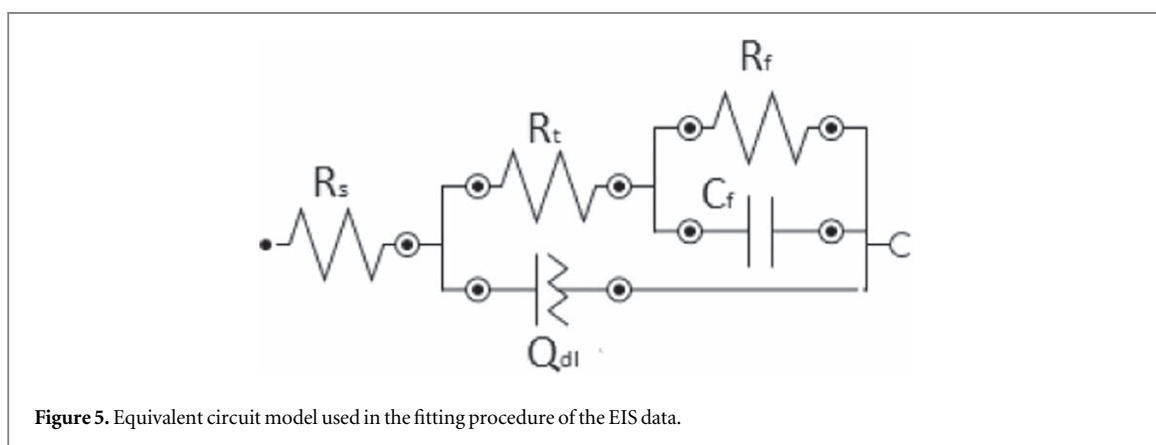 Rf
Rt
Rs
Cf
Qdl
Figure 5. Equivalent circuit model used in the fitting procedure of the EIS data.